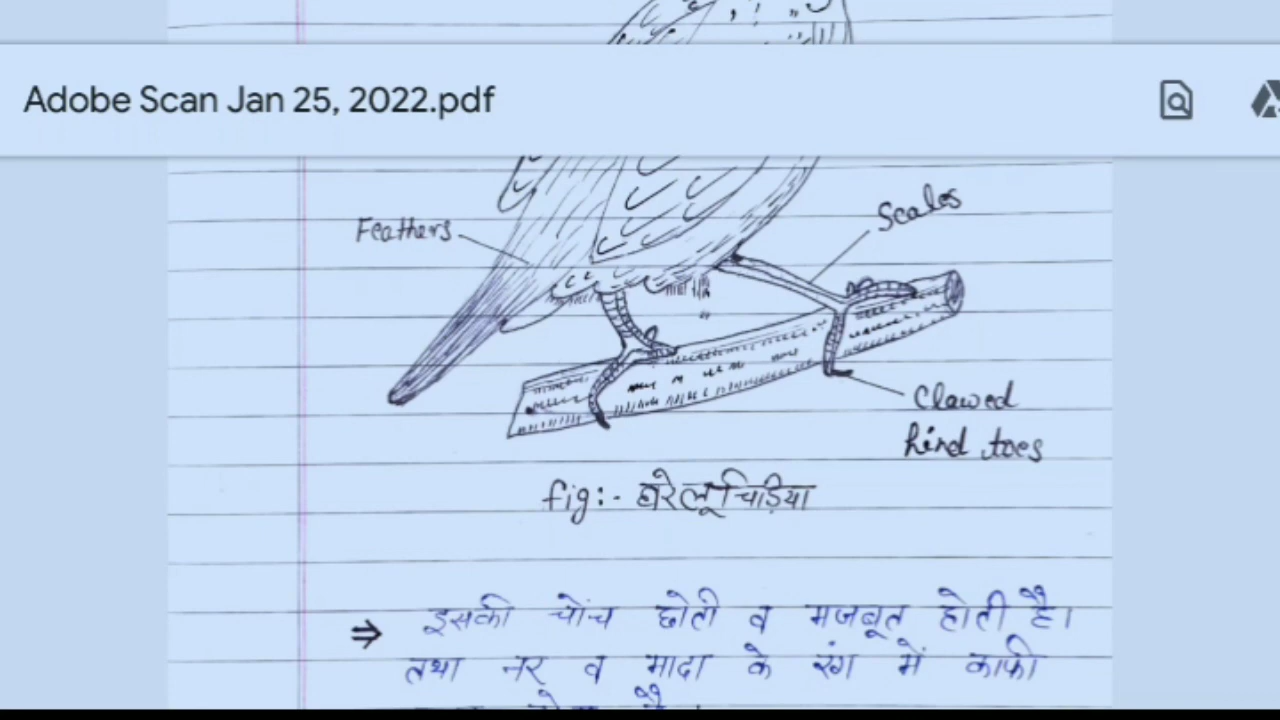 Adobe Scan Jan 25, 2022.pdf
Feathers
Scales
Clawed
hind toes
fig:- घरेलू चिड़िया
⇒ इसकी चोंच छोटी व मजबूत होती है।
तथा नर व मादा के रंग में काफी